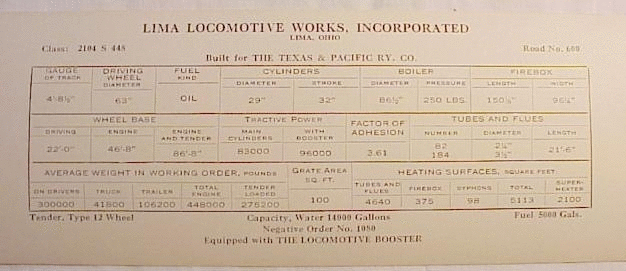 LIMA LOCOMOTIVE WORKS, INCORPORATED
LIMA, OHIO
Class: 2104 S 448 Road No. 600
Built for THE TEXAS & PACIFIC RY. CO.
GAUGE OF TRACK DRIVING WHEEL DIAMETER FUEL KIND CYLINDERS BOILER FIREBOX
DIAMETER STROKE DIAMETER PRESSURE LENGTH WIDTH
4'-8½" 63" OIL 29" 32" 86½" 250 LBS. 150" 96¼"
WHEEL BASE TRACTIVE POWER FACTOR OF ADHESION TUBES AND FLUES
DRIVING ENGINE ENGINE AND TENDER MAIN CYLINDERS WITH BOOSTER NUMBER DIAMETER LENGTH
22'-0" 46'-8" 86'-8" 83000 96000 3.61 82 2¼" 21'-6"
184 3½"
AVERAGE WEIGHT IN WORKING ORDER, POUNDS GRATE AREA SQ. FT. HEATING SURFACES, SQUARE FEET
ON DRIVERS TRUCK TRAILER TOTAL ENGINE TENDER LOADED TUBES AND FLUES FIREBOX SYPHONS TOTAL SUPER-HEATER
300000 41800 106200 448000 275200 100 4640 375 98 5113 2100
Tender, Type 12 Wheel Capacity, Water 14000 Gallons Fuel 5000 Gals.
Negative Order No. 1080
Equipped with THE LOCOMOTIVE BOOSTER